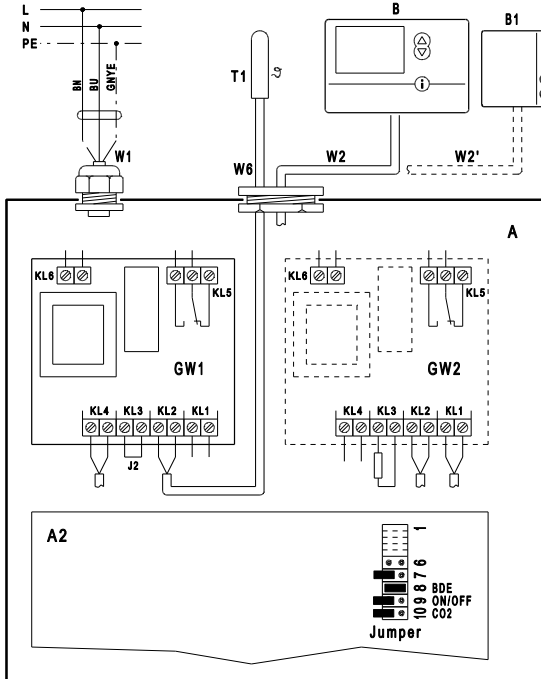 L
N
PE
BN
BU
GNYE
W1
T1
W6
B
B1
W2
W2'
A
KL6
KL5
GW1
KL4 KL3 KL2 KL1
J2
KL6
KL5
GW2
KL4 KL3 KL2 KL1
A2
1
6
7
8 BDE
9 ON/OFF
10 CO2
Jumper